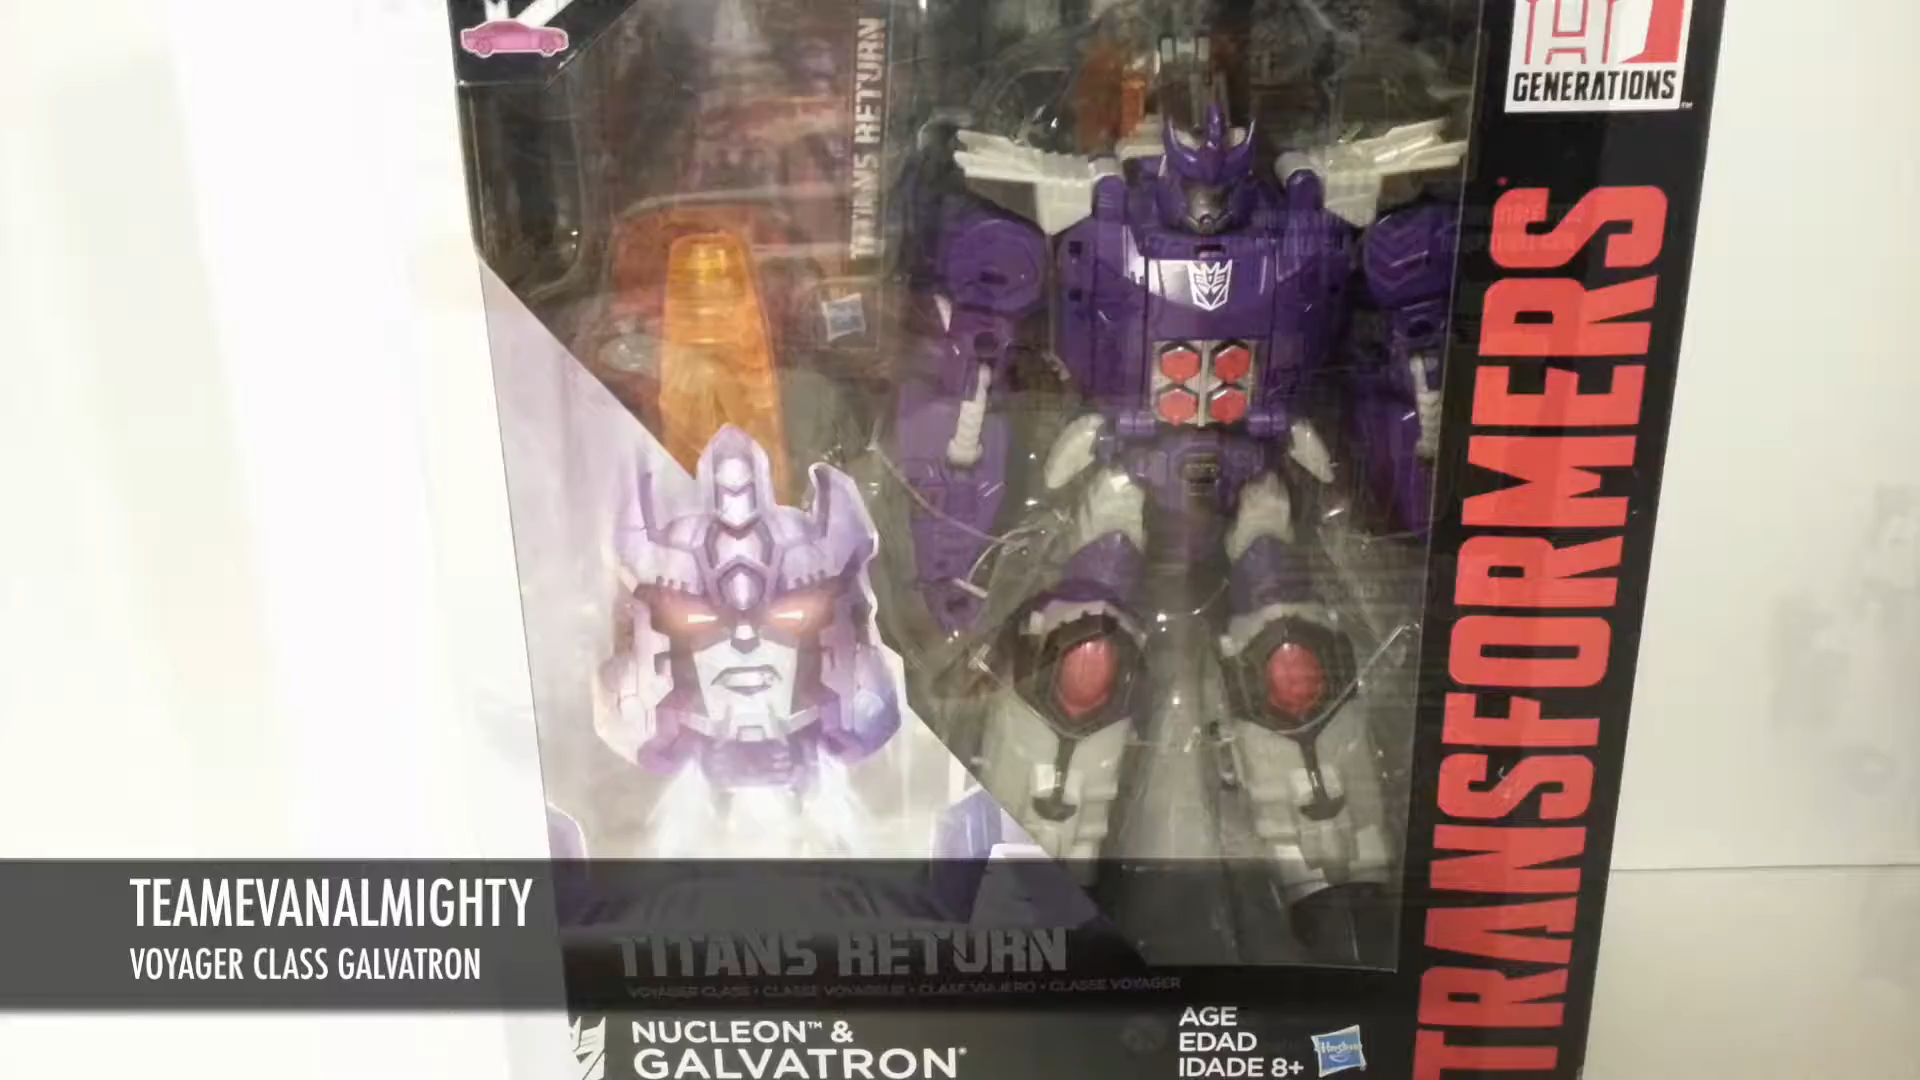 TITANS RETURN
GENERATIONS™
TRANSFORMERS
TEAMEVANALMIGHTY
VOYAGER CLASS GALVATRON
TITANS RETURN
VOYAGER CLASS • CLASSE VOYAGEUR • CLASE VIAJERO • CLASSE VOYAGER
NUCLEON™ &
GALVATRON®
AGE
EDAD
IDADE 8+
Hasbro